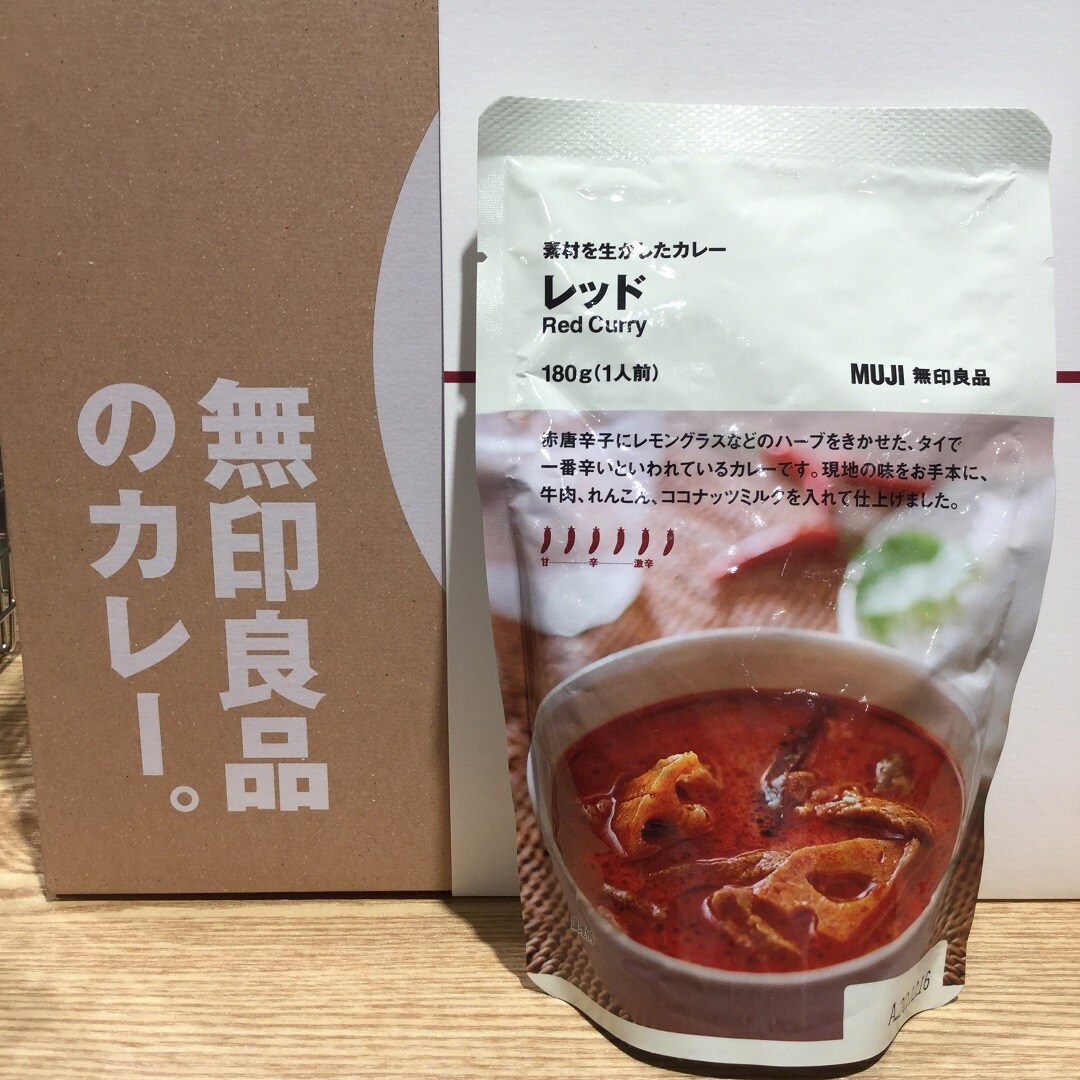 無印良品
のカレー。
素材を生かしたカレー
レッド
Red Curry
180g(1人前)
MUJI 無印良品
赤唐辛子にレモングラスなどのハーブをきかせた、タイで
一番辛いといわれているカレーです。現地の味をお手本に、
牛肉、れんこん、ココナッツミルクを入れて仕上げました。
甘 辛 激辛